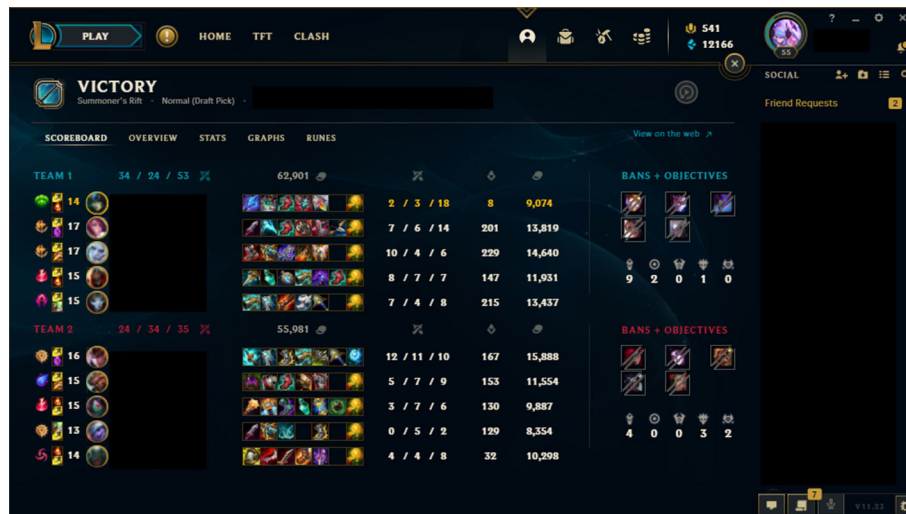 PLAY
HOME
TFT
CLASH
541
12166
?
55
VICTORY
Summoner's Rift · Normal (Draft Pick) ·
SOCIAL
Friend Requests 2
SCOREBOARD OVERVIEW STATS GRAPHS RUNES
View on the web
TEAM 1 34 / 24 / 53 62,901 BANS + OBJECTIVES
14 2 / 3 / 18 8 9,074
17 7 / 6 / 14 201 13,819
17 10 / 4 / 6 229 14,640
15 8 / 7 / 7 147 11,931
15 7 / 4 / 8 215 13,437
9 2 0 1 0
TEAM 2 24 / 34 / 35 55,981 BANS + OBJECTIVES
16 12 / 11 / 10 167 15,888
15 5 / 7 / 9 153 11,554
15 3 / 7 / 6 130 9,887
13 0 / 5 / 2 129 8,354
14 4 / 4 / 8 32 10,298
4 0 0 3 2
7
V11.23